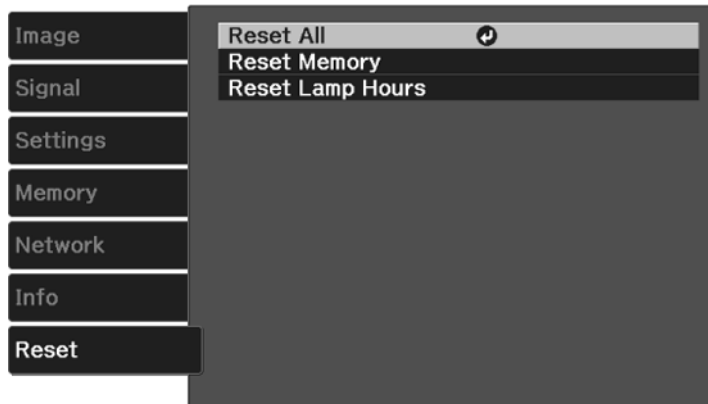 Image
Signal
Settings
Memory
Network
Info
Reset
Reset All
Reset Memory
Reset Lamp Hours